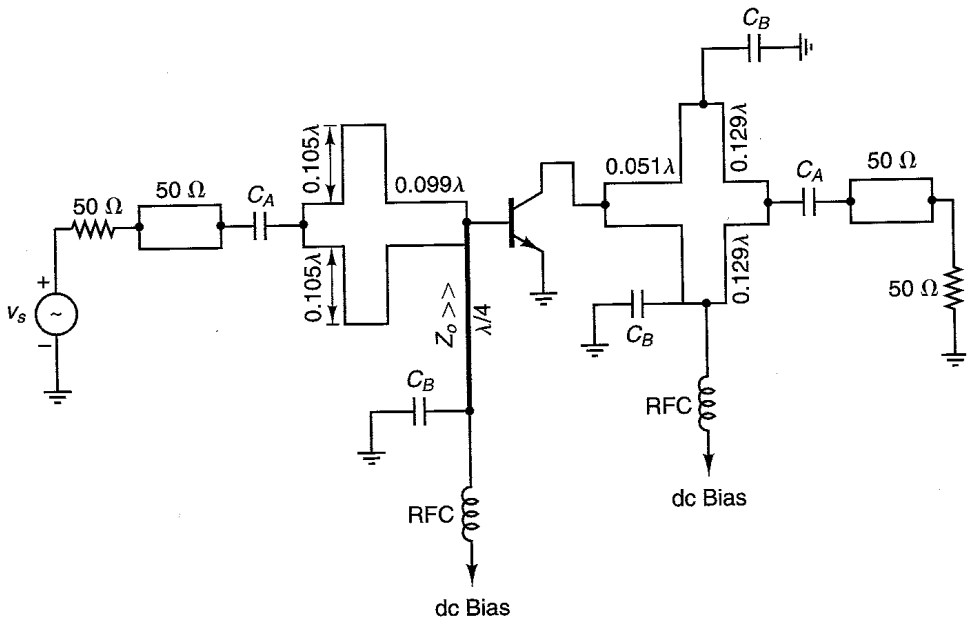 C_B
0.105λ
0.129λ
50 Ω
50 Ω
C_A
0.099λ
0.051λ
C_A
50 Ω
+
v_s
~
−
0.105λ
Z_o >>
λ/4
0.129λ
50 Ω
C_B
C_B
RFC
dc Bias
RFC
dc Bias